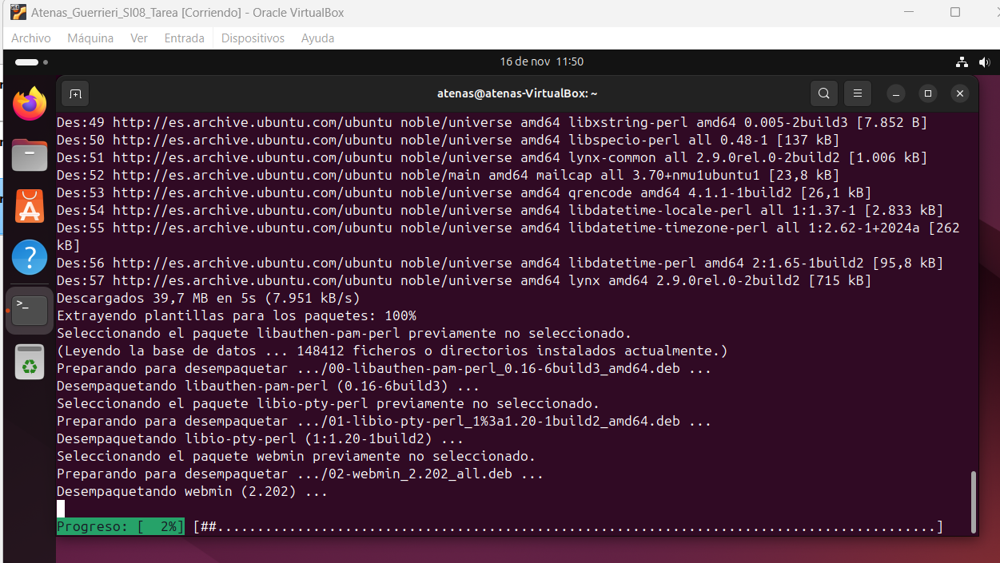 Atenas_Guerrieri_SI08_Tarea [Corriendo] - Oracle VirtualBox
Archivo Máquina Ver Entrada Dispositivos Ayuda
16 de nov 11:50
atenas@atenas-VirtualBox: ~
Des:49 http://es.archive.ubuntu.com/ubuntu noble/universe amd64 libxstring-perl amd64 0.005-2build3 [7.852 B]
Des:50 http://es.archive.ubuntu.com/ubuntu noble/universe amd64 libspecio-perl all 0.48-1 [137 kB]
Des:51 http://es.archive.ubuntu.com/ubuntu noble/universe amd64 lynx-common all 2.9.0rel.0-2build2 [1.006 kB]
Des:52 http://es.archive.ubuntu.com/ubuntu noble/main amd64 mailcap all 3.70+nmu1ubuntu1 [23,8 kB]
Des:53 http://es.archive.ubuntu.com/ubuntu noble/universe amd64 qrencode amd64 4.1.1-1build2 [26,1 kB]
Des:54 http://es.archive.ubuntu.com/ubuntu noble/universe amd64 libdatetime-locale-perl all 1:1.37-1 [2.833 kB]
Des:55 http://es.archive.ubuntu.com/ubuntu noble/universe amd64 libdatetime-timezone-perl all 1:2.62-1+2024a [262
kB]
Des:56 http://es.archive.ubuntu.com/ubuntu noble/universe amd64 libdatetime-perl amd64 2:1.65-1build2 [95,8 kB]
Des:57 http://es.archive.ubuntu.com/ubuntu noble/universe amd64 lynx amd64 2.9.0rel.0-2build2 [715 kB]
Descargados 39,7 MB en 5s (7.951 kB/s)
Extrayendo plantillas para los paquetes: 100%
Seleccionando el paquete libauthen-pam-perl previamente no seleccionado.
(Leyendo la base de datos ... 148412 ficheros o directorios instalados actualmente.)
Preparando para desempaquetar .../00-libauthen-pam-perl_0.16-6build3_amd64.deb ...
Desempaquetando libauthen-pam-perl (0.16-6build3) ...
Seleccionando el paquete libio-pty-perl previamente no seleccionado.
Preparando para desempaquetar .../01-libio-pty-perl_1%3a1.20-1build2_amd64.deb ...
Desempaquetando libio-pty-perl (1:1.20-1build2) ...
Seleccionando el paquete webmin previamente no seleccionado.
Preparando para desempaquetar .../02-webmin_2.202_all.deb ...
Desempaquetando webmin (2.202) ...
Progreso: [  2%] [##..........................................................................................]